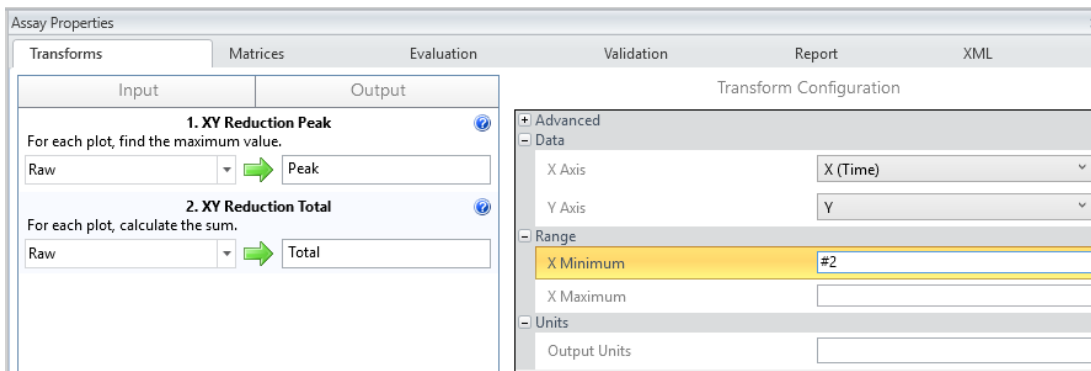 Assay Properties
Transforms Matrices Evaluation Validation Report XML
Input Output
1. XY Reduction Peak
For each plot, find the maximum value.
Raw Peak
2. XY Reduction Total
For each plot, calculate the sum.
Raw Total
Transform Configuration
Advanced
Data
X Axis X (Time)
Y Axis Y
Range
X Minimum #2
X Maximum
Units
Output Units